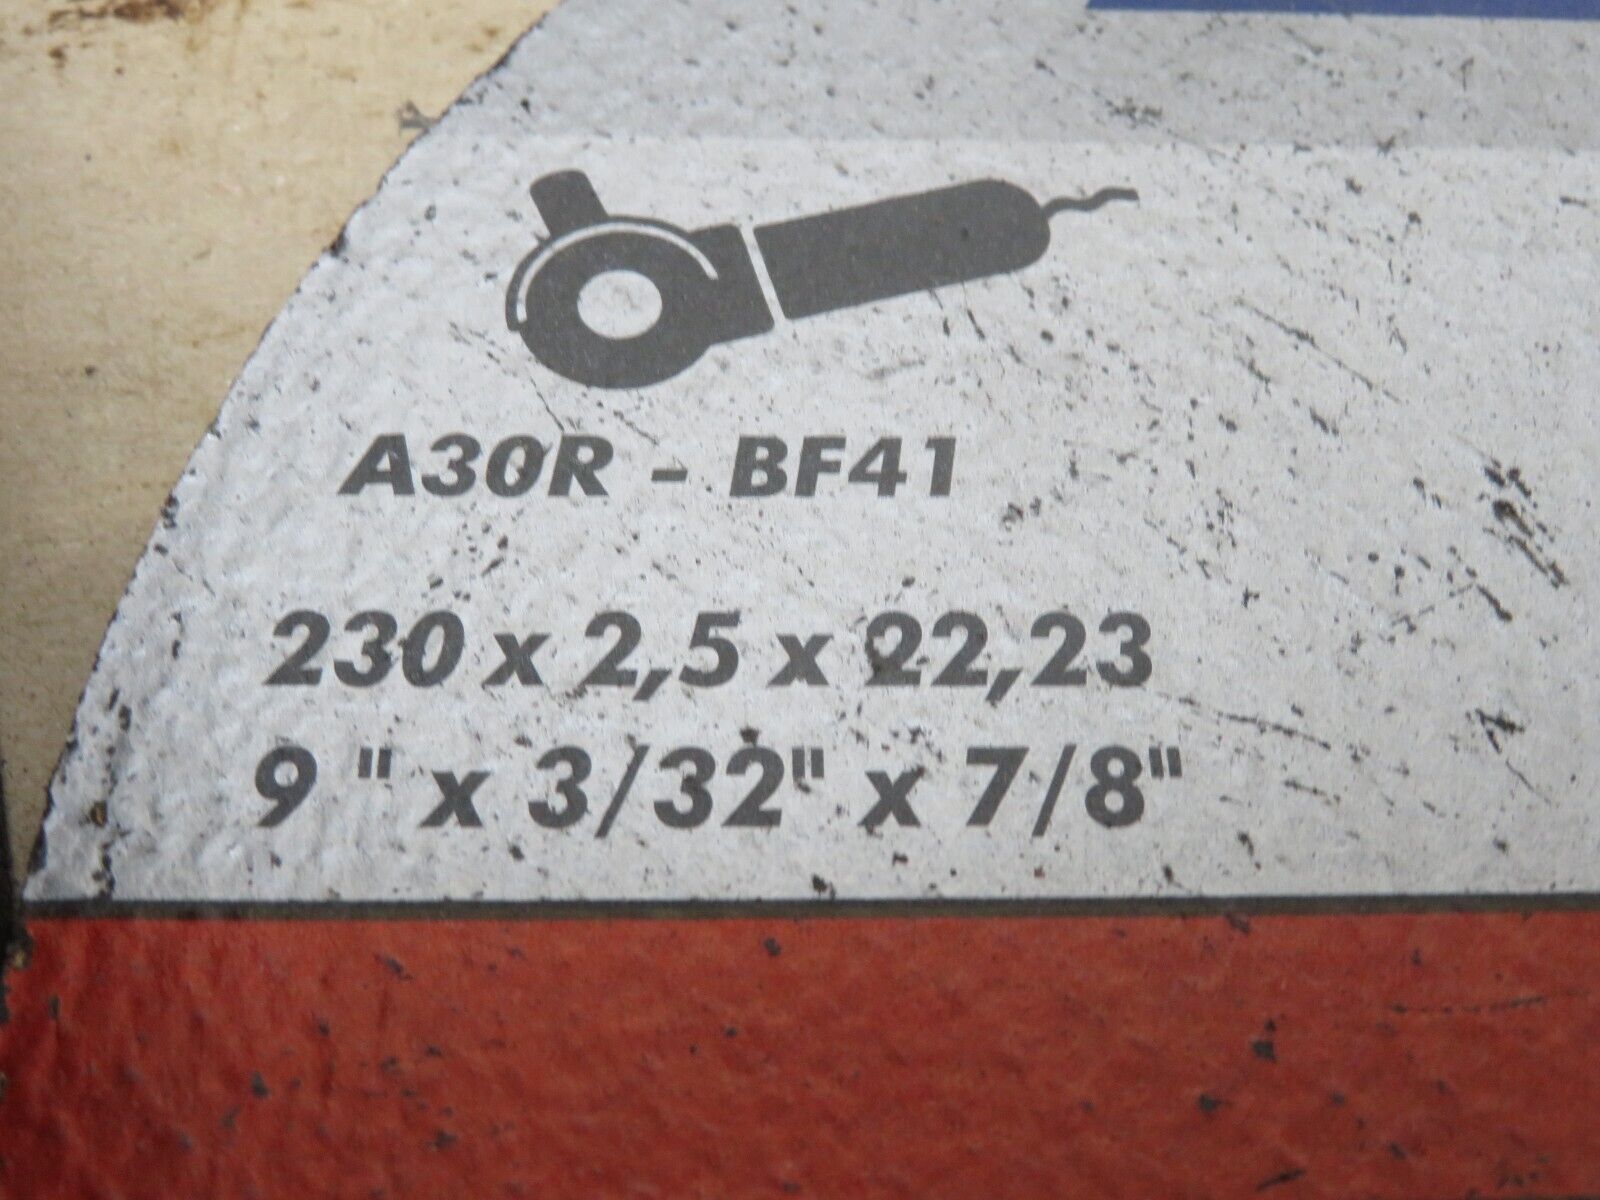 A30R - BF41
230 x 2,5 x 22,23
9 " x 3/32" x 7/8"